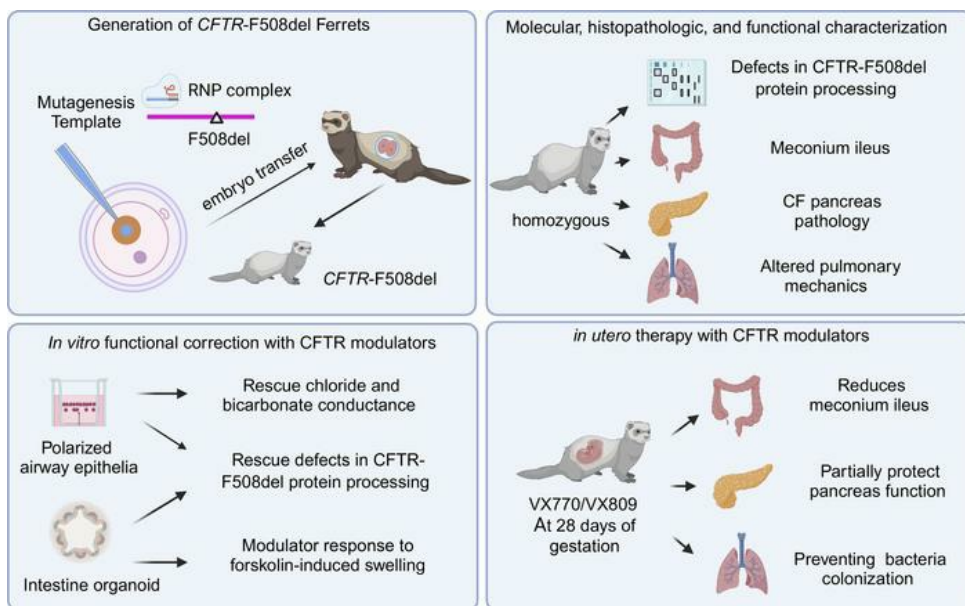 Generation of CFTR-F508del Ferrets
Mutagenesis
Template
RNP complex
F508del
embryo transfer
CFTR-F508del
Molecular, histopathologic, and functional characterization
homozygous
Defects in CFTR-F508del
protein processing
Meconium ileus
CF pancreas
pathology
Altered pulmonary
mechanics
In vitro functional correction with CFTR modulators
Polarized
airway epithelia
Intestine organoid
Rescue chloride and
bicarbonate conductance
Rescue defects in CFTR-
F508del protein processing
Modulator response to
forskolin-induced swelling
in utero therapy with CFTR modulators
VX770/VX809
At 28 days of
gestation
Reduces
meconium ileus
Partially protect
pancreas function
Preventing bacteria
colonization